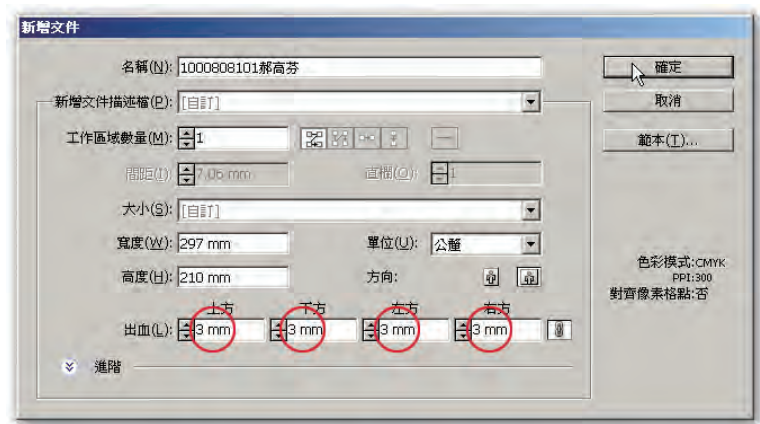 新增文件
名稱(N): 1000808101郝高芬
確定
新增文件描述檔(P): [自訂]
取消
工作區域數量(M): 1
範本(T)...
間距(I): 7.06 mm 直欄(O): 1
大小(S): [自訂]
寬度(W): 297 mm 單位(U): 公釐
色彩模式:CMYK
高度(H): 210 mm 方向:
PPI:300
對齊像素格點:否
上方 下方 左方 右方
出血(L): 3 mm 3 mm 3 mm 3 mm
進階